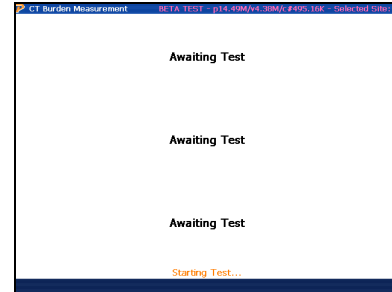 CT Burden Measurement BETA TEST - p14.49M/v4.38M/c#495.16K - Selected Site:
Awaiting Test
Awaiting Test
Awaiting Test
Starting Test...